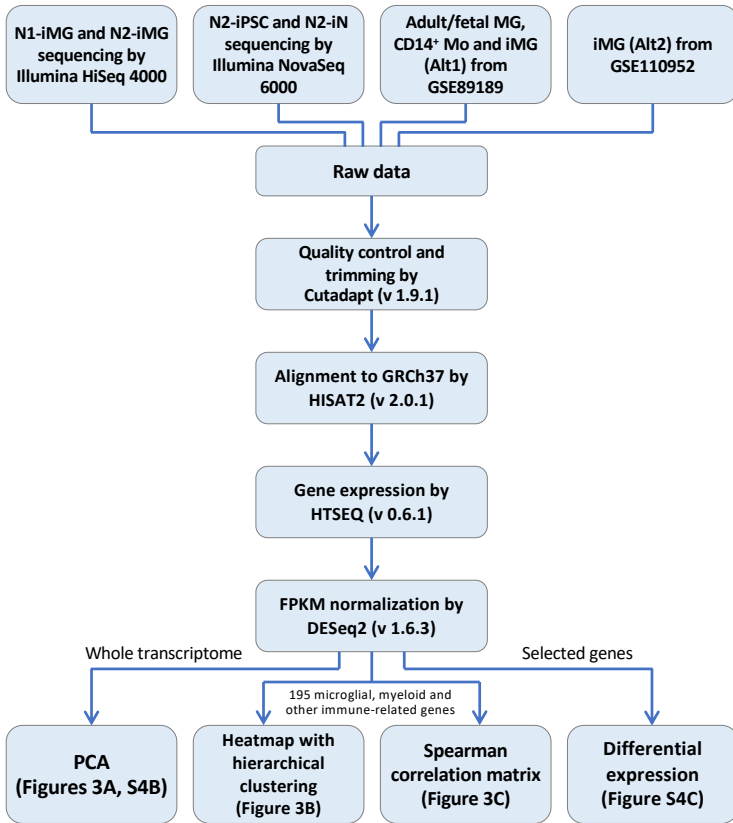 N1-iMG and N2-iMG
sequencing by
Illumina HiSeq 4000
N2-iPSC and N2-iN
sequencing by
Illumina NovaSeq
6000
Adult/fetal MG,
CD14⁺ Mo and iMG
(Alt1) from
GSE89189
iMG (Alt2) from
GSE110952
Raw data
Quality control and
trimming by
Cutadapt (v 1.9.1)
Alignment to GRCh37 by
HISAT2 (v 2.0.1)
Gene expression by
HTSEQ (v 0.6.1)
FPKM normalization by
DESeq2 (v 1.6.3)
Whole transcriptome
Selected genes
195 microglial, myeloid and
other immune-related genes
PCA
(Figures 3A, S4B)
Heatmap with
hierarchical
clustering
(Figure 3B)
Spearman
correlation matrix
(Figure 3C)
Differential
expression
(Figure S4C)